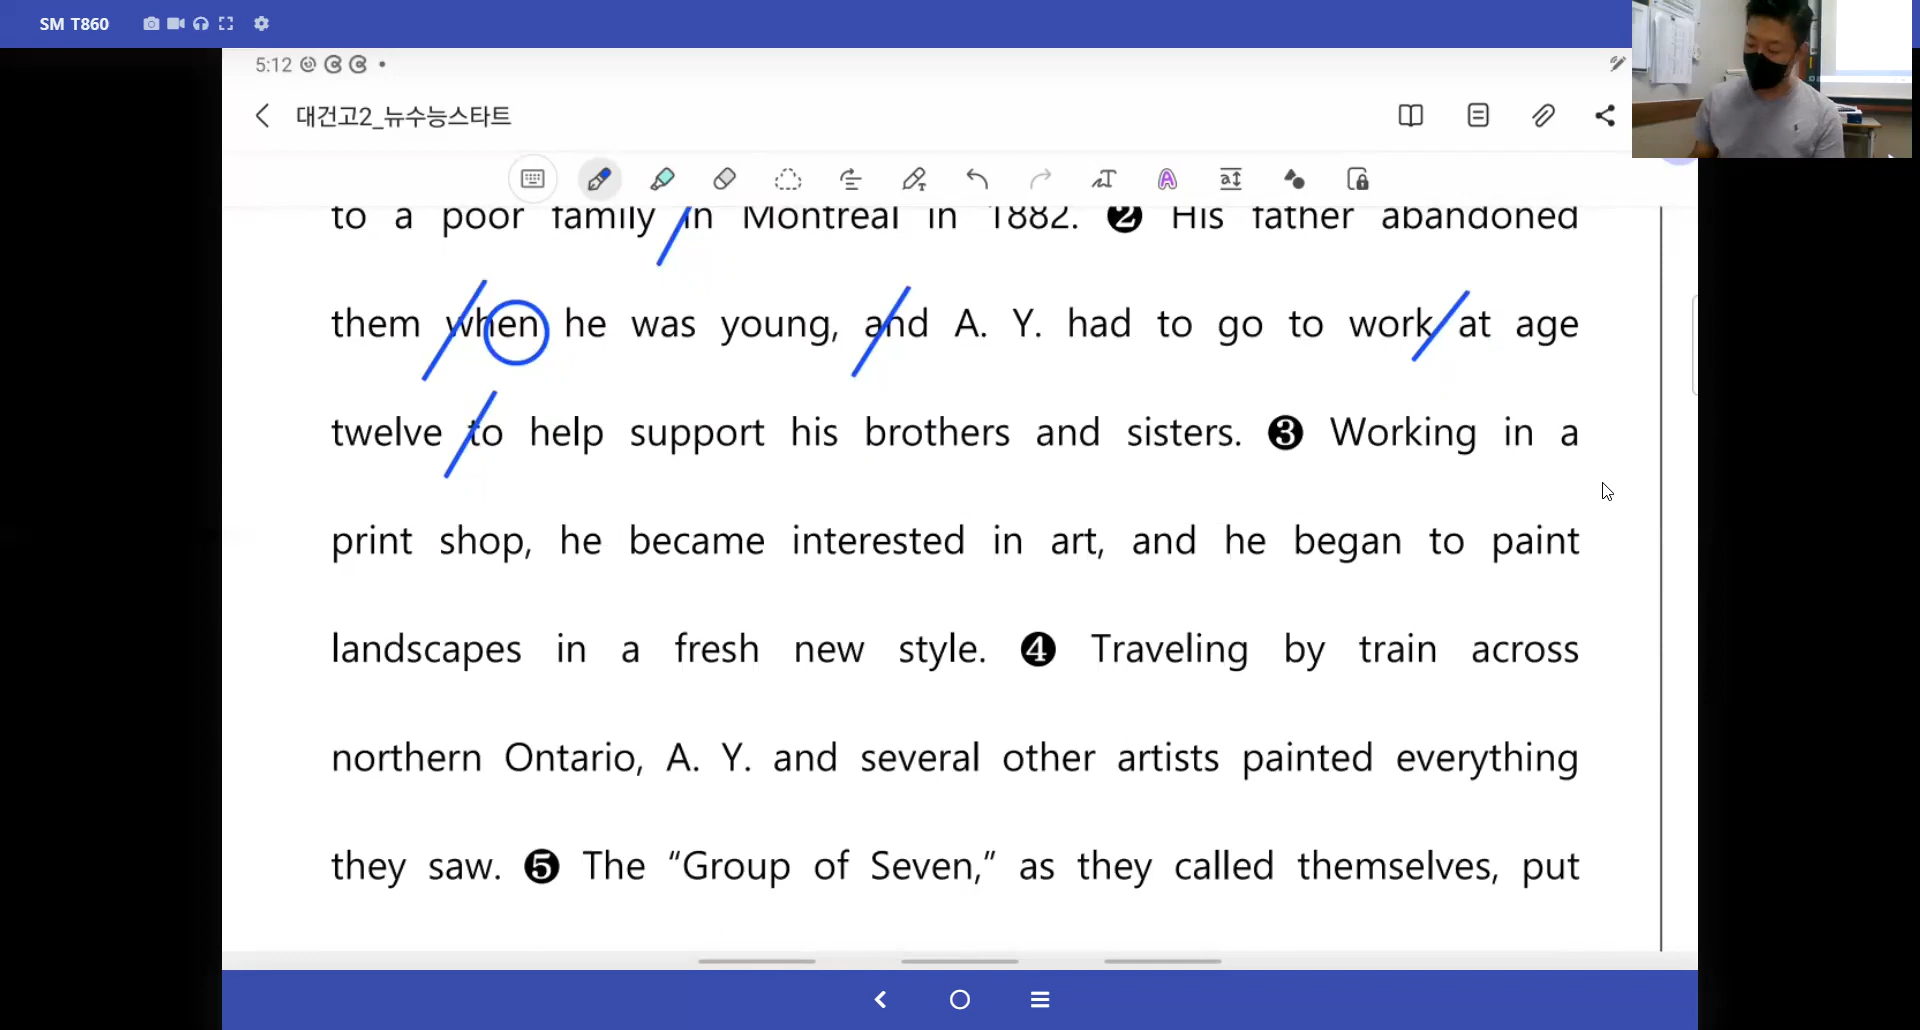 SM T860
5:12
대건고2_뉴수능스타트
to a poor family in Montreal in 1882. ❷ His father abandoned
them when he was young, and A. Y. had to go to work at age
twelve to help support his brothers and sisters. ❸ Working in a
print shop, he became interested in art, and he began to paint
landscapes in a fresh new style. ❹ Traveling by train across
northern Ontario, A. Y. and several other artists painted everything
they saw. ❺ The “Group of Seven,” as they called themselves, put